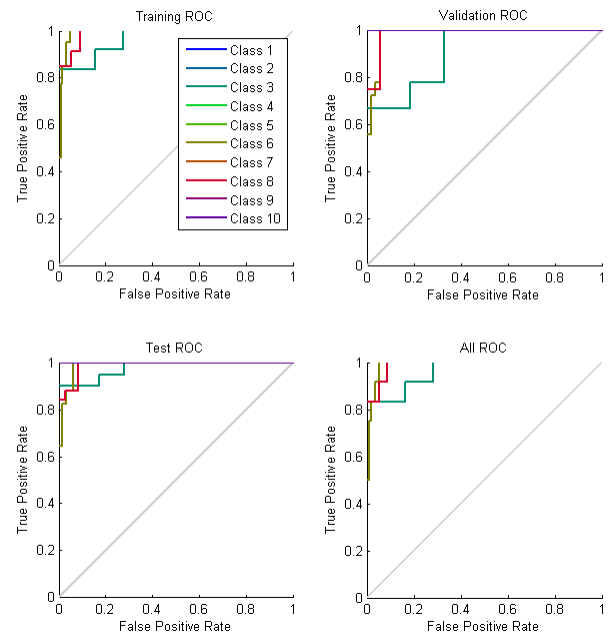 Training ROC
True Positive Rate
1
0.8
0.6
0.4
0.2
0
0 0.2 0.4 0.6 0.8 1
False Positive Rate
Class 1
Class 2
Class 3
Class 4
Class 5
Class 6
Class 7
Class 8
Class 9
Class 10
Validation ROC
True Positive Rate
1
0.8
0.6
0.4
0.2
0
0 0.2 0.4 0.6 0.8 1
False Positive Rate
Test ROC
True Positive Rate
1
0.8
0.6
0.4
0.2
0
0 0.2 0.4 0.6 0.8 1
False Positive Rate
All ROC
True Positive Rate
1
0.8
0.6
0.4
0.2
0
0 0.2 0.4 0.6 0.8 1
False Positive Rate